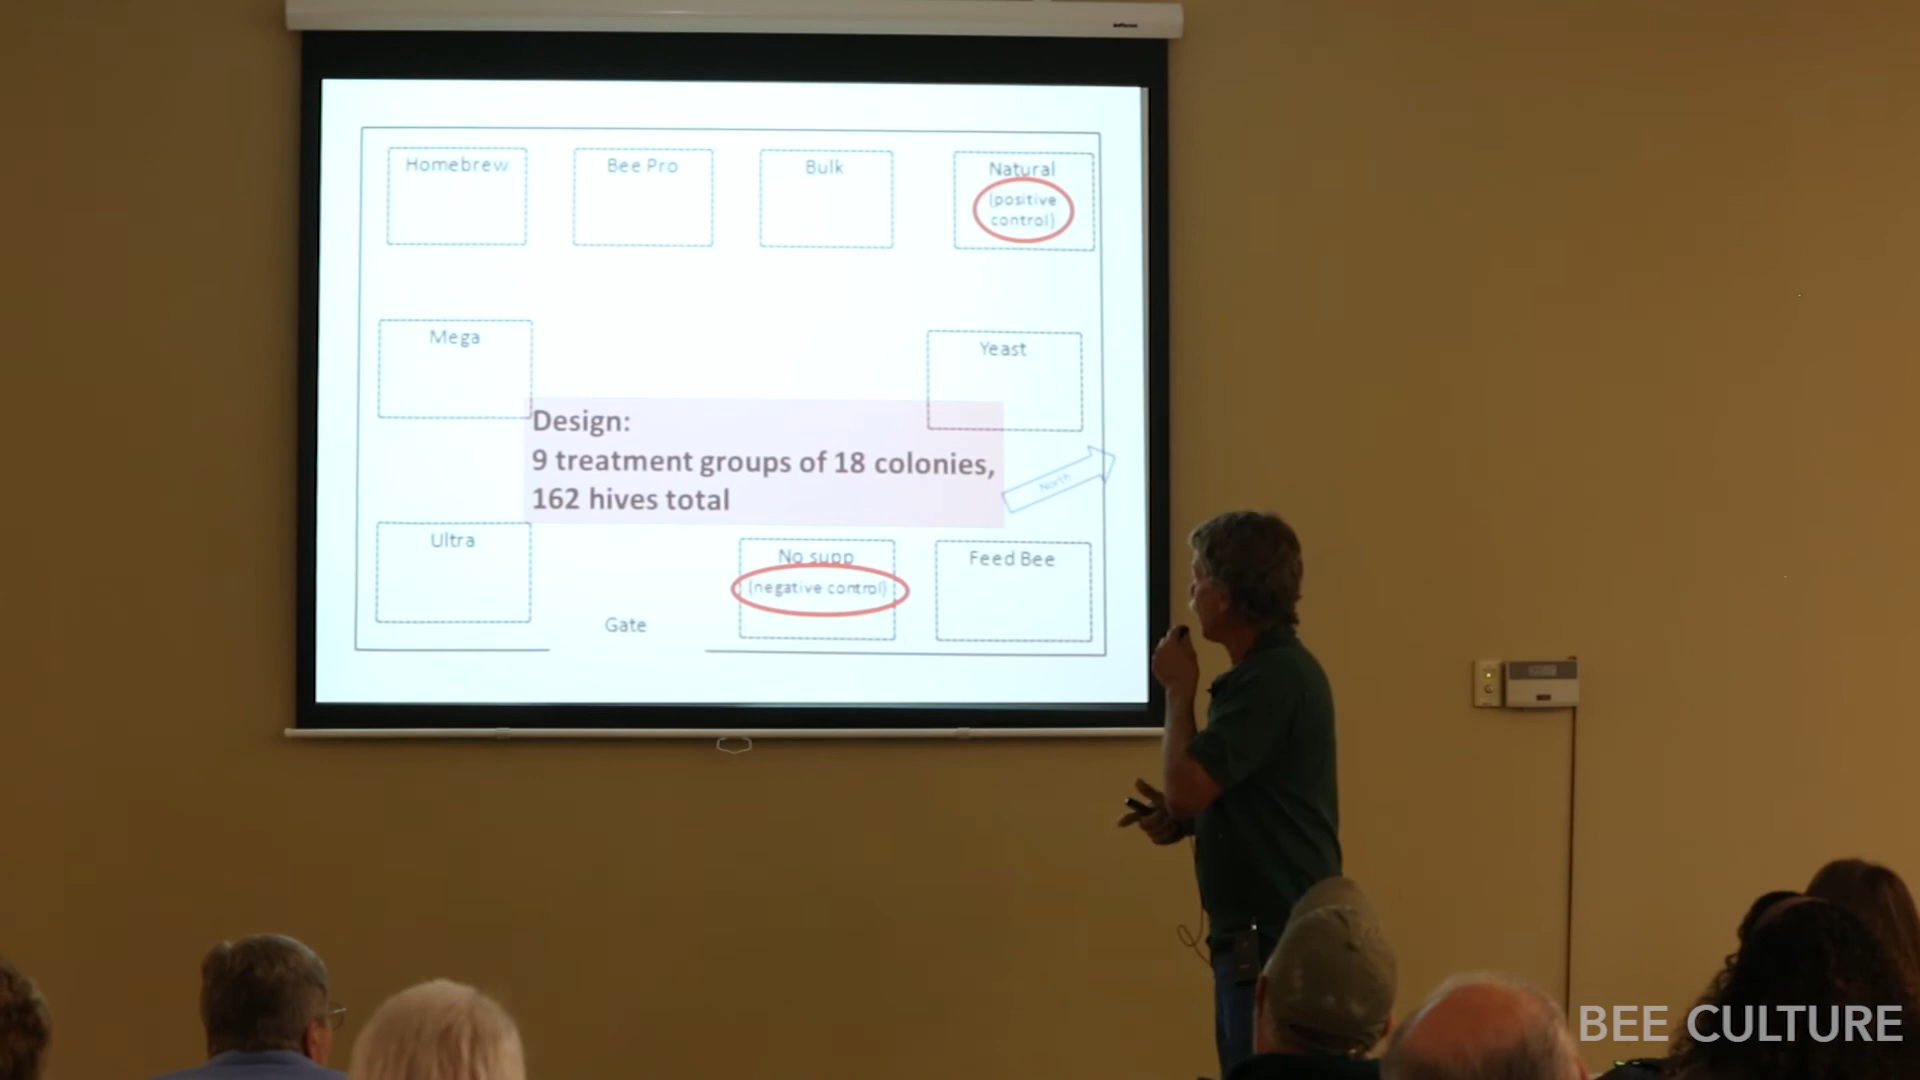 Homebrew
Bee Pro
Bulk
Natural
(positive
control)
Mega
Yeast
Design:
9 treatment groups of 18 colonies,
162 hives total
North
Ultra
No supp
(negative control)
Feed Bee
Gate
BEE CULTURE